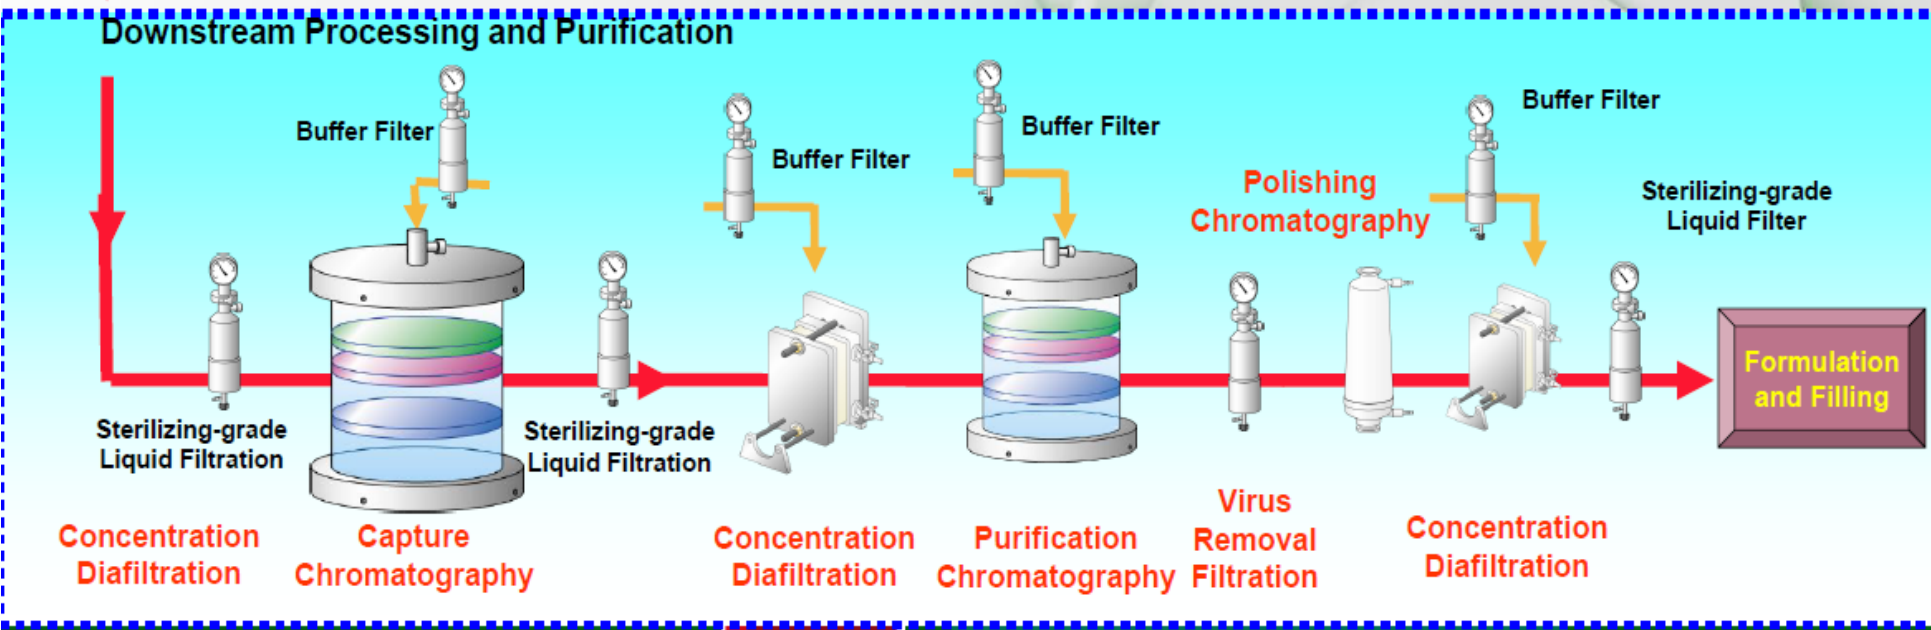 Downstream Processing and Purification
Buffer Filter
Buffer Filter
Buffer Filter
Buffer Filter
Polishing
Chromatography
Sterilizing-grade
Liquid Filter
Sterilizing-grade
Liquid Filtration
Sterilizing-grade
Liquid Filtration
Formulation
and Filling
Concentration
Diafiltration
Capture
Chromatography
Concentration
Diafiltration
Purification
Chromatography
Virus
Removal
Filtration
Concentration
Diafiltration